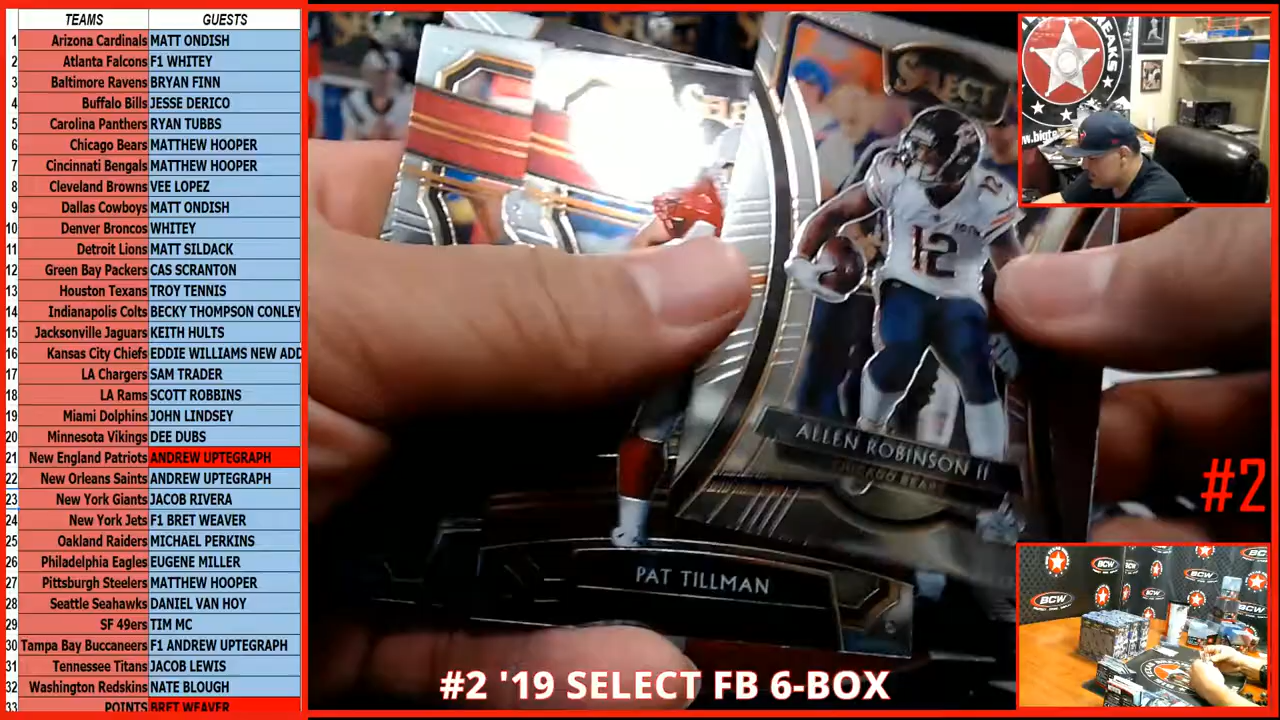 TEAMS GUESTS
1 Arizona Cardinals MATT ONDISH
2 Atlanta Falcons F1 WHITEY
3 Baltimore Ravens BRYAN FINN
4 Buffalo Bills JESSE DERICO
5 Carolina Panthers RYAN TUBBS
6 Chicago Bears MATTHEW HOOPER
7 Cincinnati Bengals MATTHEW HOOPER
8 Cleveland Browns VEE LOPEZ
9 Dallas Cowboys MATT ONDISH
10 Denver Broncos WHITEY
11 Detroit Lions MATT SILDACK
12 Green Bay Packers CAS SCRANTON
13 Houston Texans TROY TENNIS
14 Indianapolis Colts BECKY THOMPSON CONLEY
15 Jacksonville Jaguars KEITH HULTS
16 Kansas City Chiefs EDDIE WILLIAMS NEW ADD
17 LA Chargers SAM TRADER
18 LA Rams SCOTT ROBBINS
19 Miami Dolphins JOHN LINDSEY
20 Minnesota Vikings DEE DUBS
21 New England Patriots ANDREW UPTEGRAPH
22 New Orleans Saints ANDREW UPTEGRAPH
23 New York Giants JACOB RIVERA
24 New York Jets F1 BRET WEAVER
25 Oakland Raiders MICHAEL PERKINS
26 Philadelphia Eagles EUGENE MILLER
27 Pittsburgh Steelers MATTHEW HOOPER
28 Seattle Seahawks DANIEL VAN HOY
29 SF 49ers TIM MC
30 Tampa Bay Buccaneers F1 ANDREW UPTEGRAPH
31 Tennessee Titans JACOB LEWIS
32 Washington Redskins NATE BLOUGH
33 POINTS BRET WEAVER
SELECT
12
12
ALLEN ROBINSON II
CHICAGO BEARS
PAT TILLMAN
#2
#2 '19 SELECT FB 6-BOX
BREAKS
www.bigte
BCW
BCW
BCW